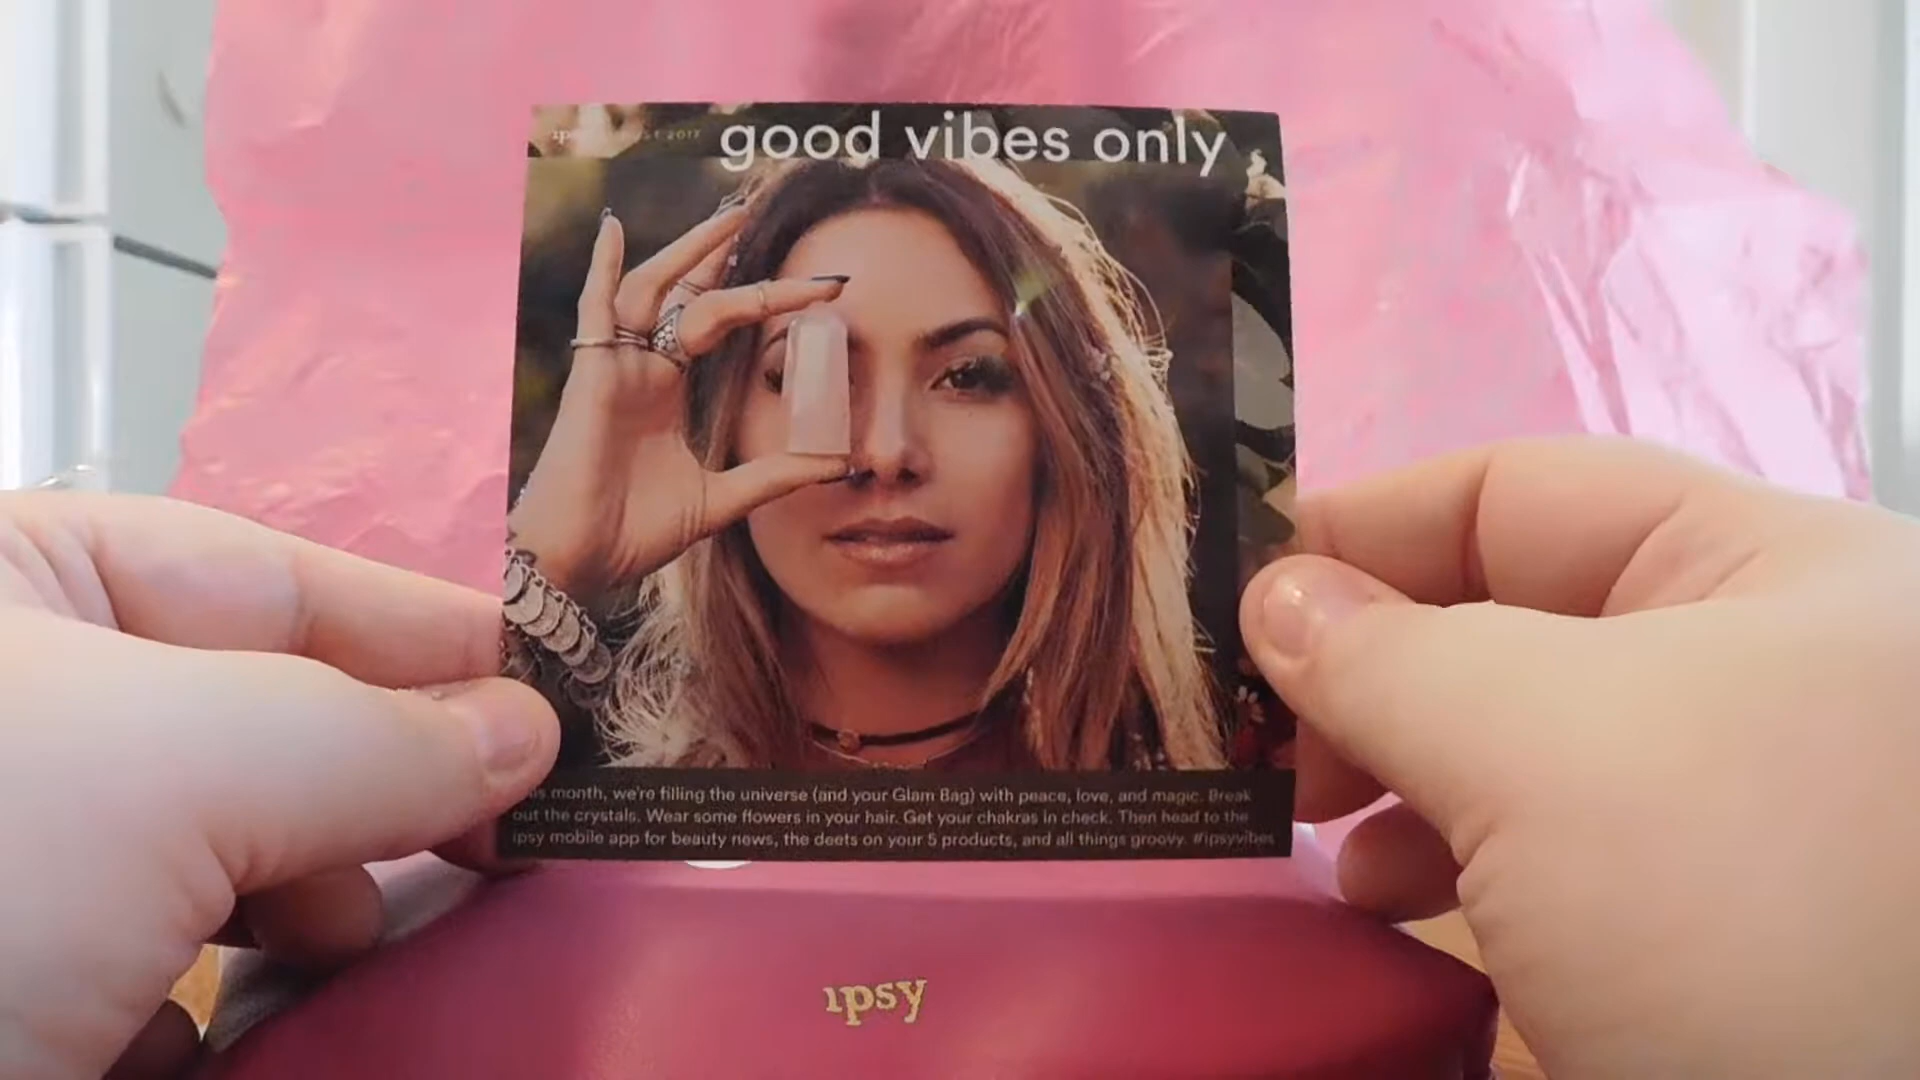 ipsy 2017
good vibes only
month, we're filling the universe (and your Glam Bag) with peace, love, and magic. Break
out the crystals. Wear some flowers in your hair. Get your chakras in check. Then head to the
ipsy mobile app for beauty news, the deets on your 5 products, and all things groovy. #ipsyvibes
ipsy